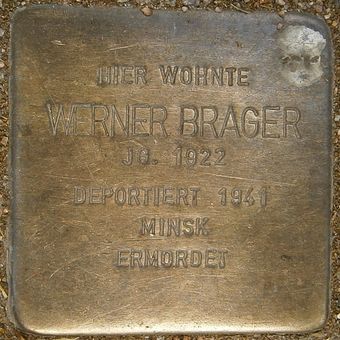 HIER WOHNTE
WERNER BRAGER
JG. 1922
DEPORTIERT 1941
MINSK
ERMORDET